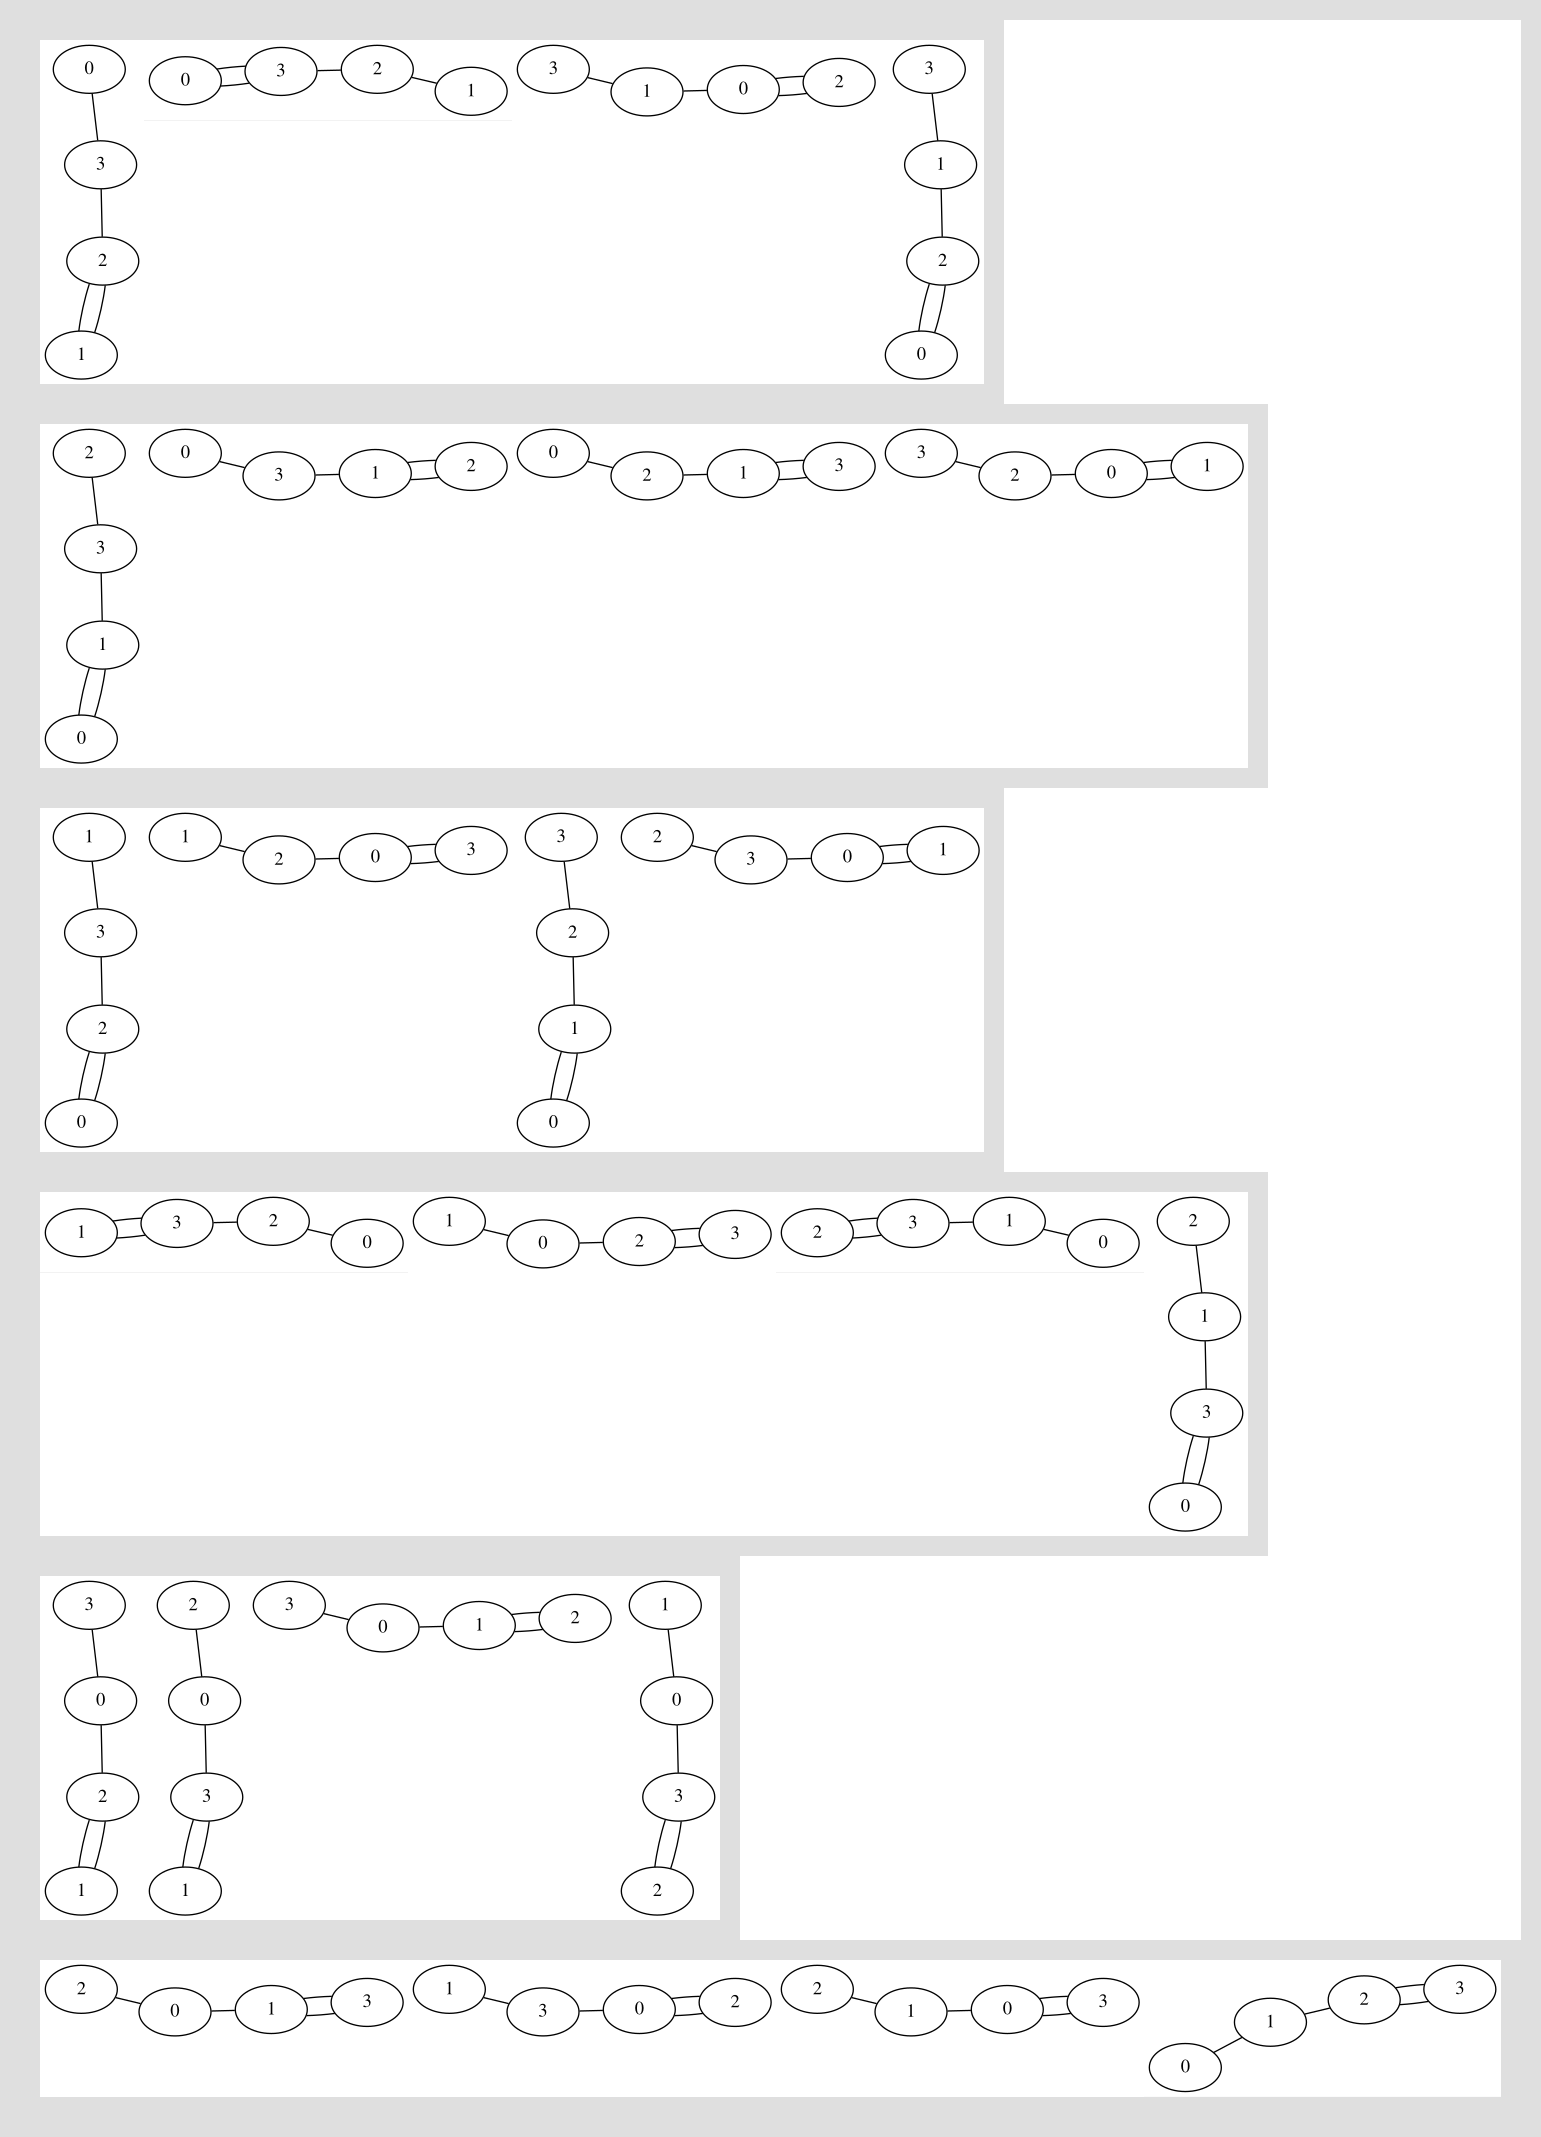 0 3 2 1
0 3 2 1
3 1 0 2
3 1 2 0
2 3 1 0
0 3 1 2
0 2 1 3
3 2 0 1
1 3 2 0
1 2 0 3
3 2 1 0
2 3 0 1
1 3 2 0
1 0 2 3
2 3 1 0
2 1 3 0
3 0 2 1
2 0 3 1
3 0 1 2
1 0 3 2
2 0 1 3
1 3 0 2
2 1 0 3
0 1 2 3